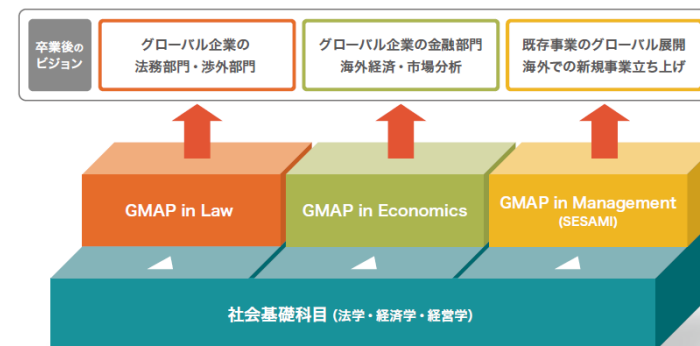 卒業後の
ビジョン
グローバル企業の
法務部門・渉外部門
グローバル企業の金融部門
海外経済・市場分析
既存事業のグローバル展開
海外での新規事業立ち上げ
GMAP in Law
GMAP in Economics
GMAP in Management
(SESAMI)
社会基礎科目（法学・経済学・経営学）